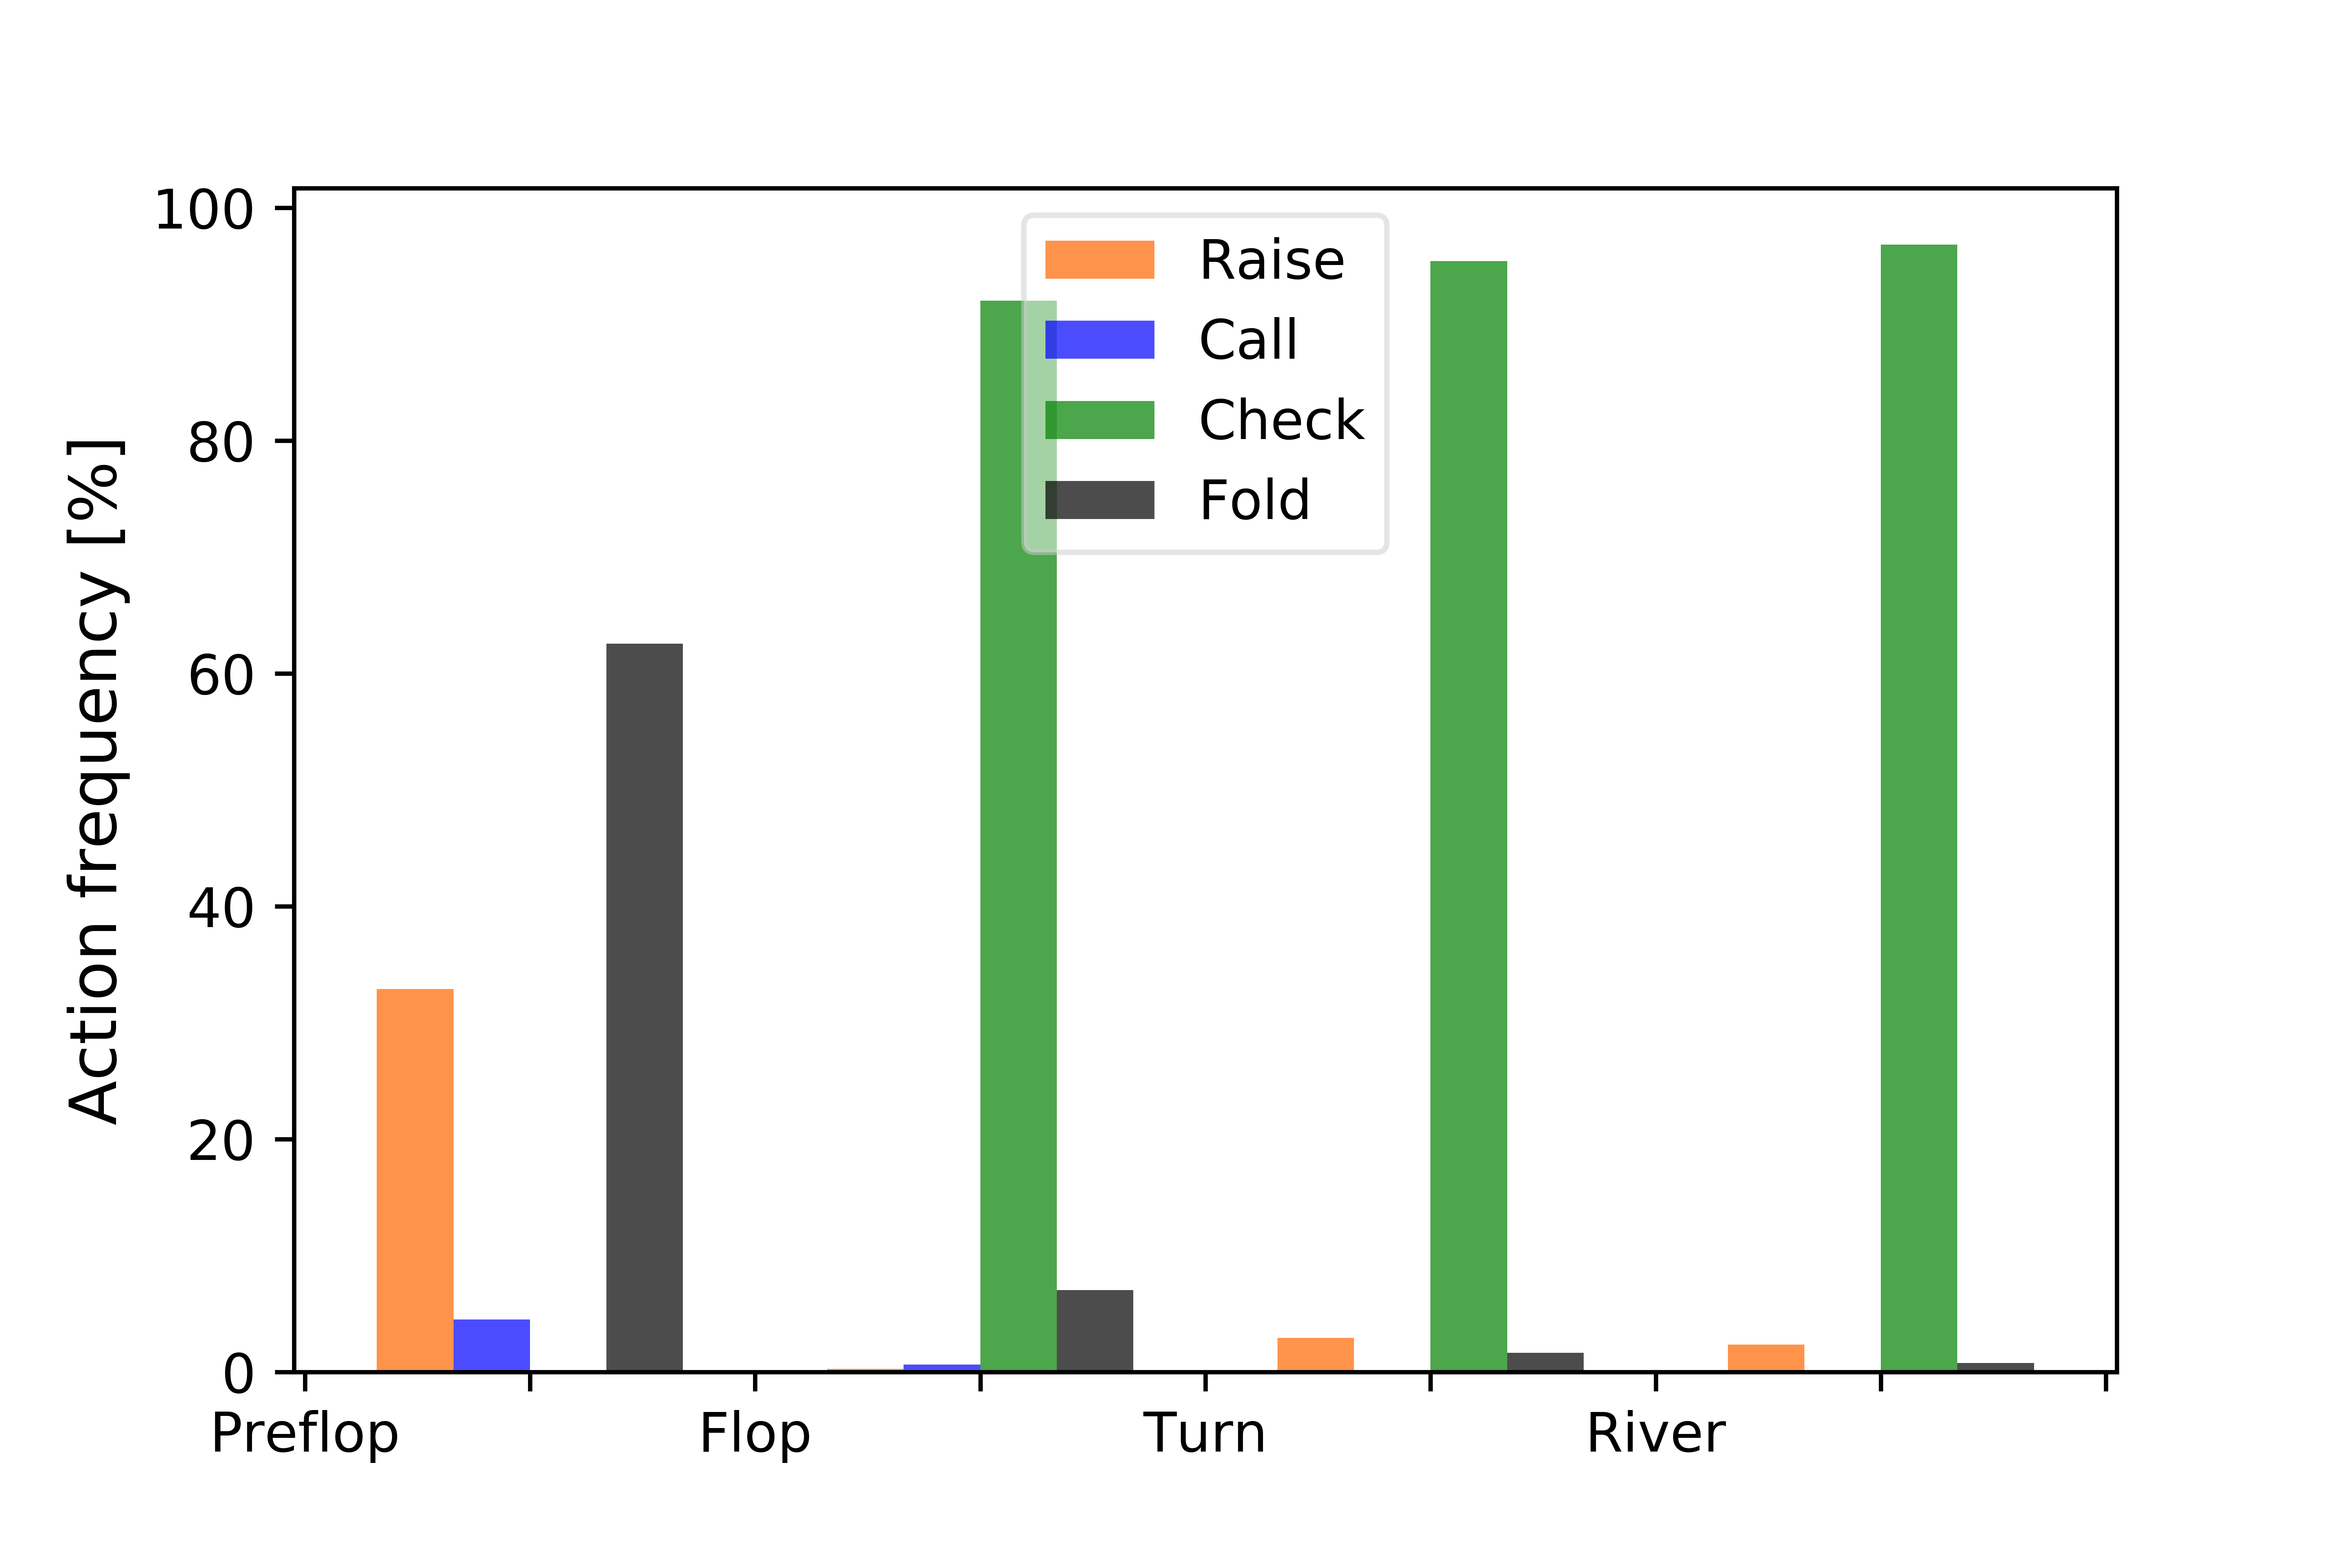 Action frequency [%]
100
80
60
40
20
0
Raise
Call
Check
Fold
Preflop
Flop
Turn
River